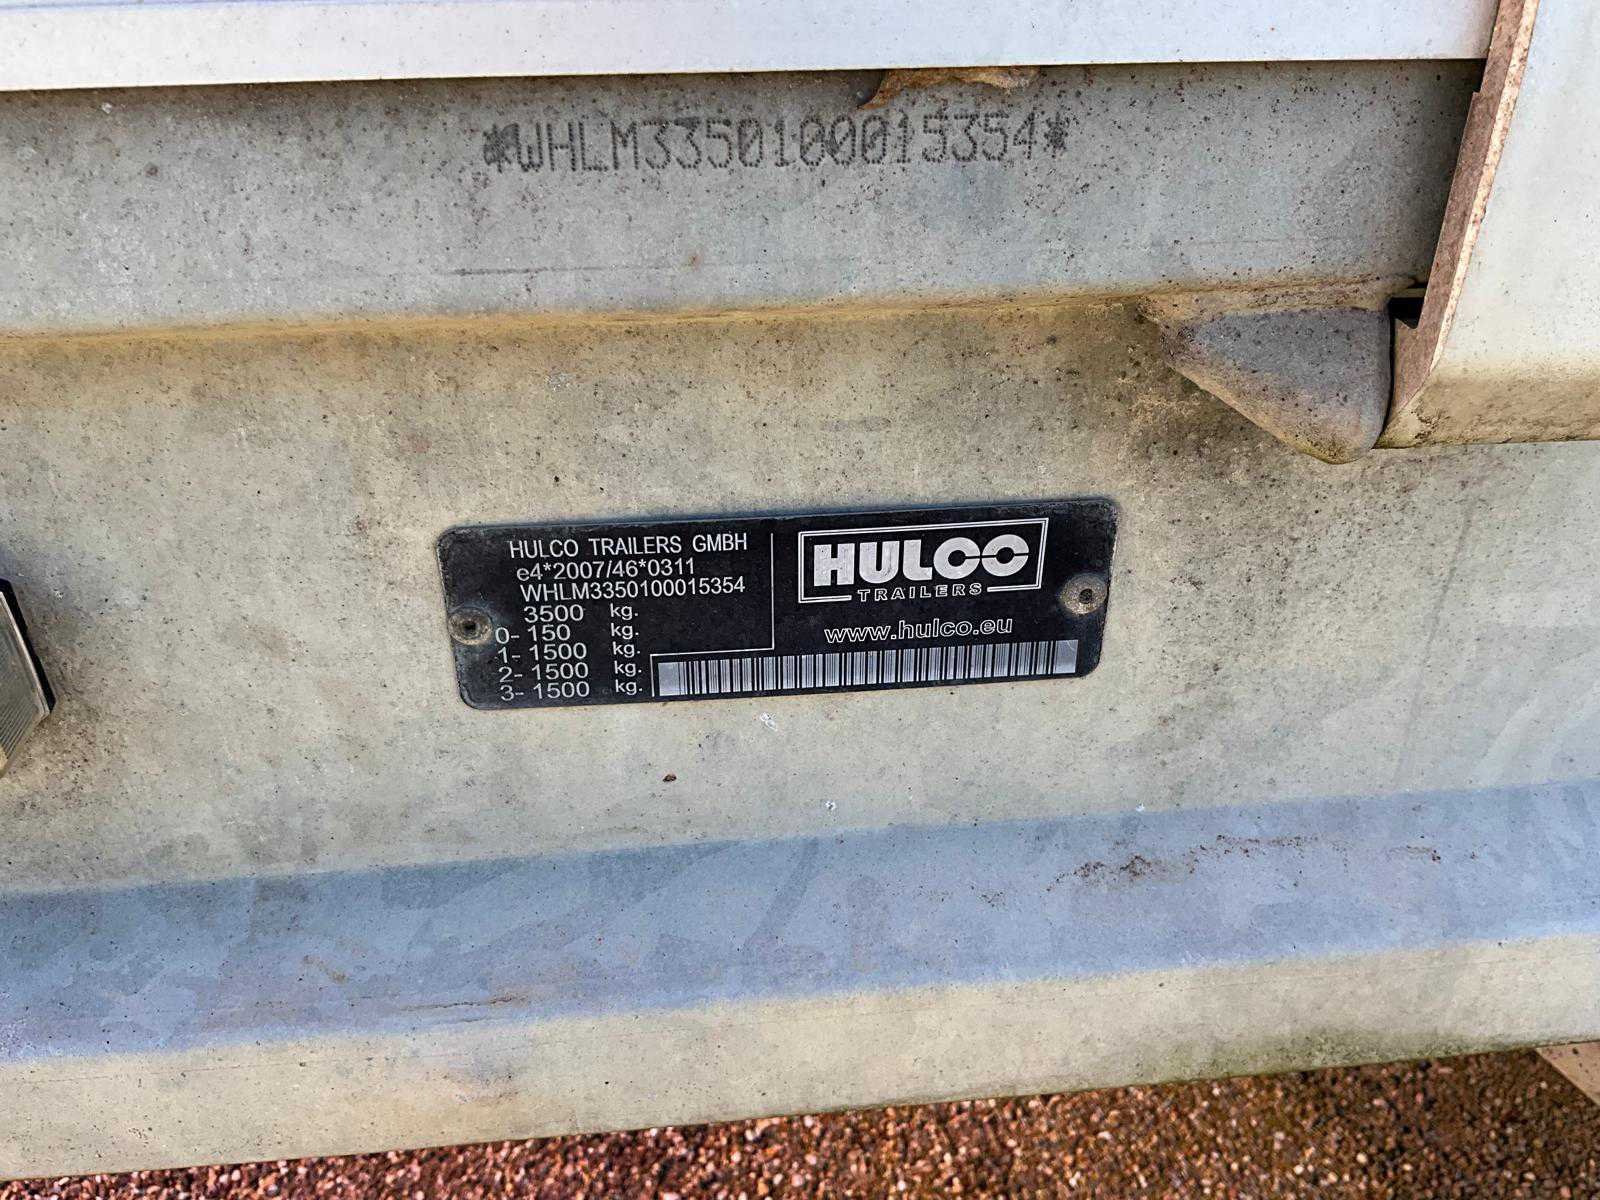 *WHLM3350100015354*
HULCO TRAILERS GMBH
e4*2007/46*0311
WHLM3350100015354
3500 kg.
0- 150 kg.
1- 1500 kg.
2- 1500 kg.
3- 1500 kg.
HULCO
TRAILERS
www.hulco.eu